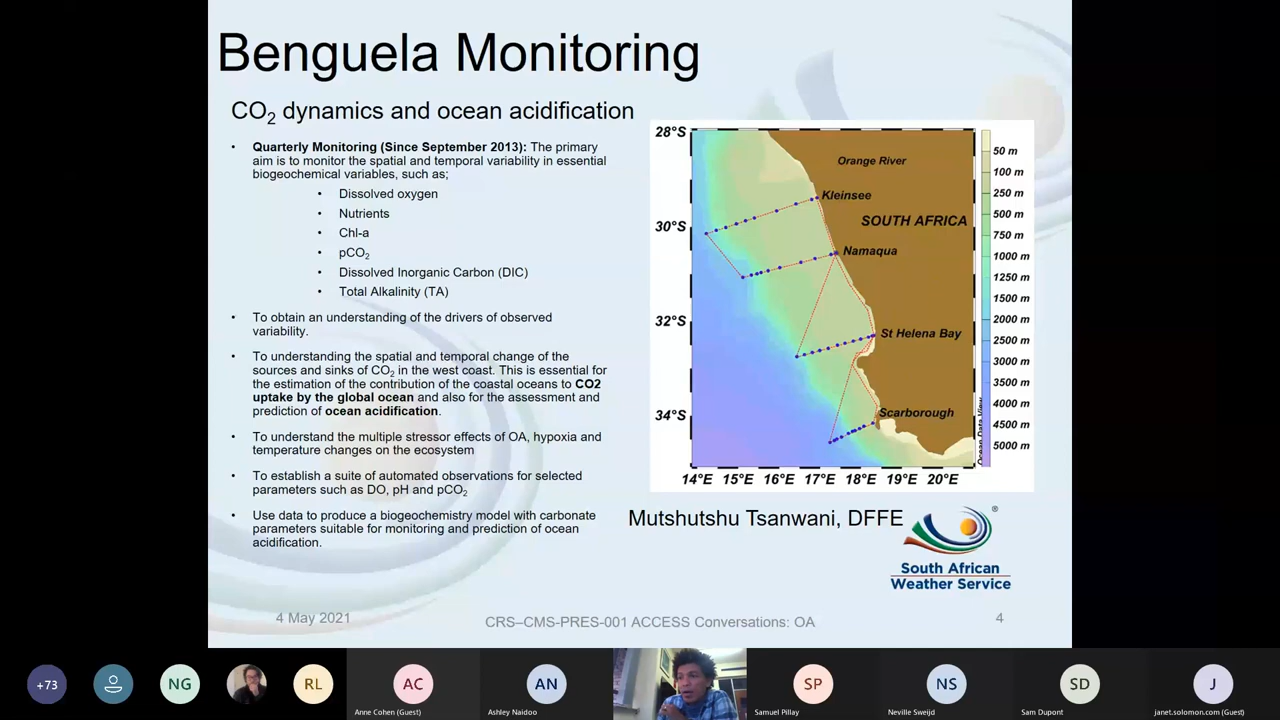 Benguela Monitoring
CO₂ dynamics and ocean acidification
• Quarterly Monitoring (Since September 2013): The primary
aim is to monitor the spatial and temporal variability in essential
biogeochemical variables, such as;
• Dissolved oxygen
• Nutrients
• Chl-a
• pCO₂
• Dissolved Inorganic Carbon (DIC)
• Total Alkalinity (TA)
• To obtain an understanding of the drivers of observed
variability.
• To understanding the spatial and temporal change of the
sources and sinks of CO₂ in the west coast. This is essential for
the estimation of the contribution of the coastal oceans to CO2
uptake by the global ocean and also for the assessment and
prediction of ocean acidification.
• To understand the multiple stressor effects of OA, hypoxia and
temperature changes on the ecosystem
• To establish a suite of automated observations for selected
parameters such as DO, pH and pCO₂
• Use data to produce a biogeochemistry model with carbonate
parameters suitable for monitoring and prediction of ocean
acidification.
28°S
30°S
32°S
34°S
14°E 15°E 16°E 17°E 18°E 19°E 20°E
Orange River
Kleinsee
SOUTH AFRICA
Namaqua
St Helena Bay
Scarborough
50 m
100 m
250 m
500 m
750 m
1000 m
1250 m
1500 m
2000 m
2500 m
3000 m
3500 m
4000 m
4500 m
5000 m
Ocean Data View
Mutshutshu Tsanwani, DFFE
®
South African
Weather Service
4 May 2021
CRS–CMS-PRES-001 ACCESS Conversations: OA
4
+73
NG
RL
AC
Anne Cohen (Guest)
AN
Ashley Naidoo
SP
Samuel Pillay
NS
Neville Sweijd
SD
Sam Dupont
J
janet.solomon.com (Guest)